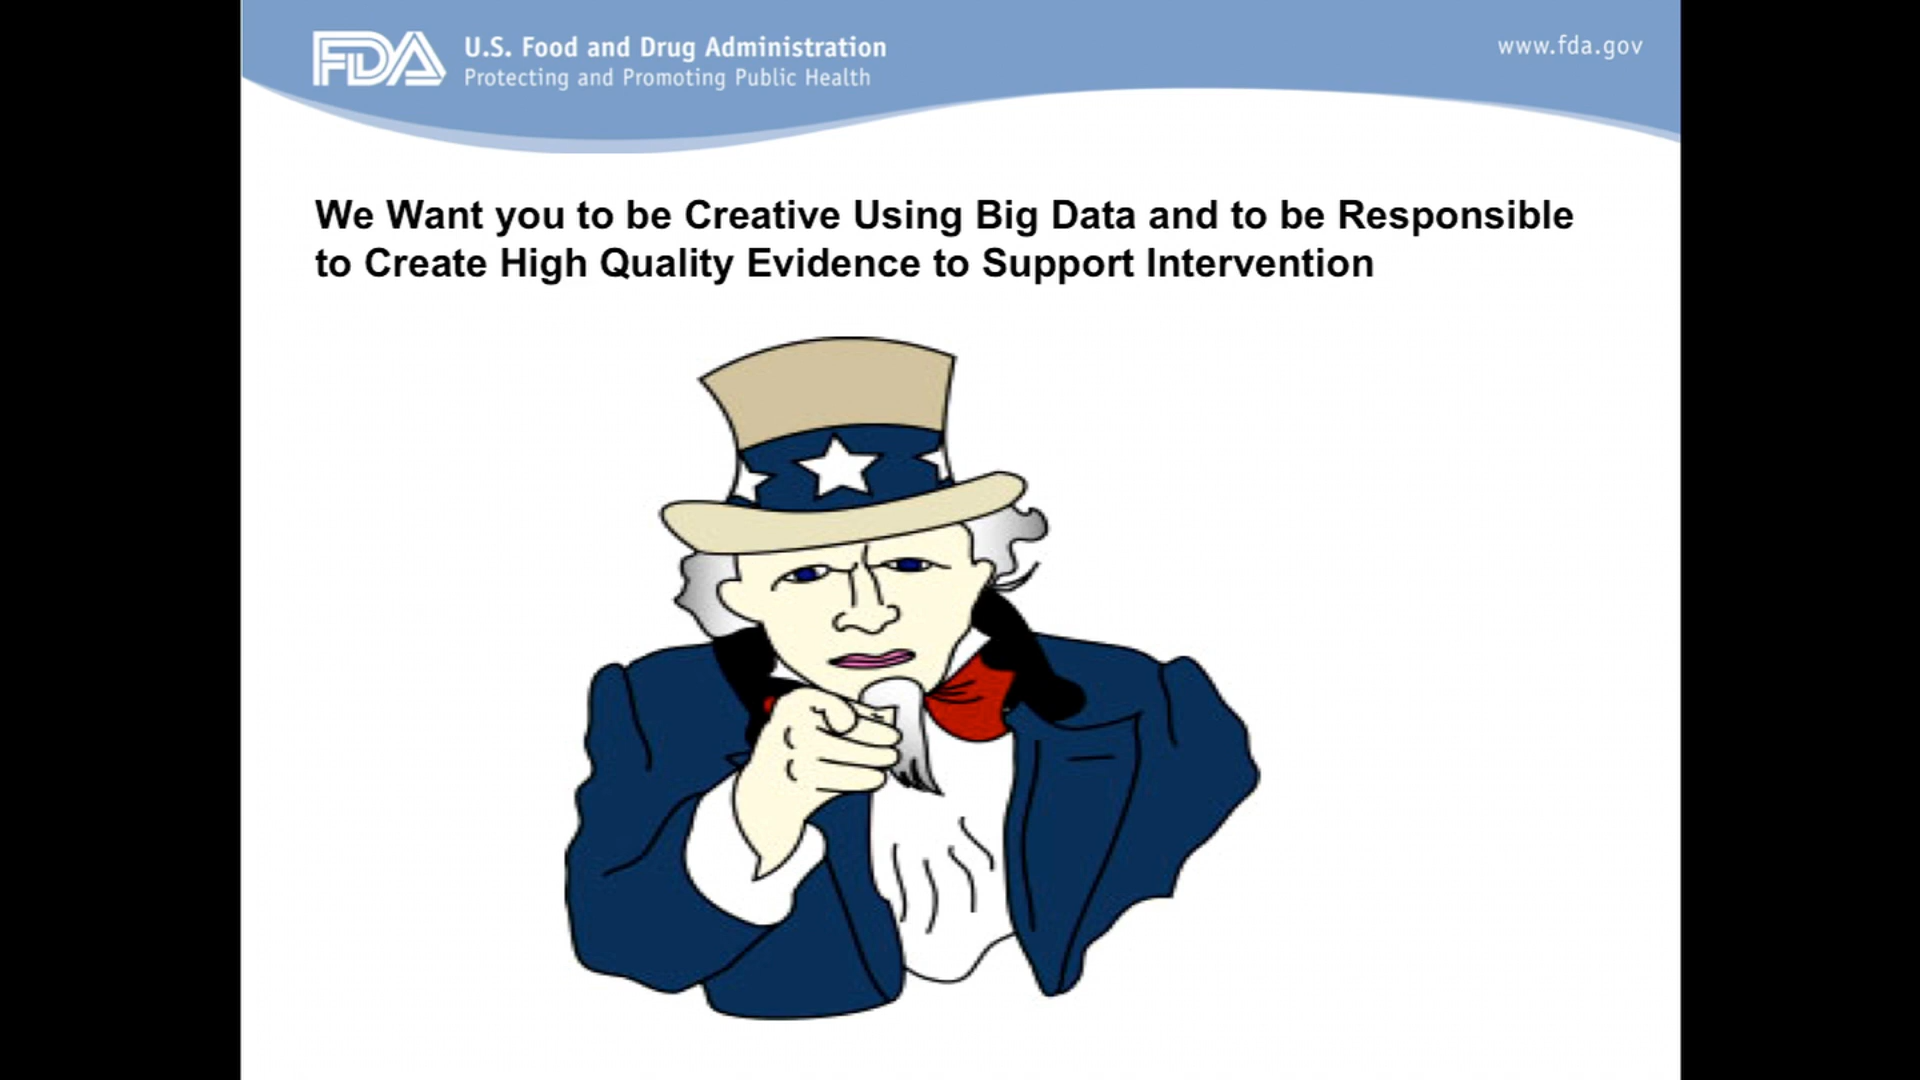 FDA U.S. Food and Drug Administration
Protecting and Promoting Public Health
www.fda.gov
We Want you to be Creative Using Big Data and to be Responsible
to Create High Quality Evidence to Support Intervention